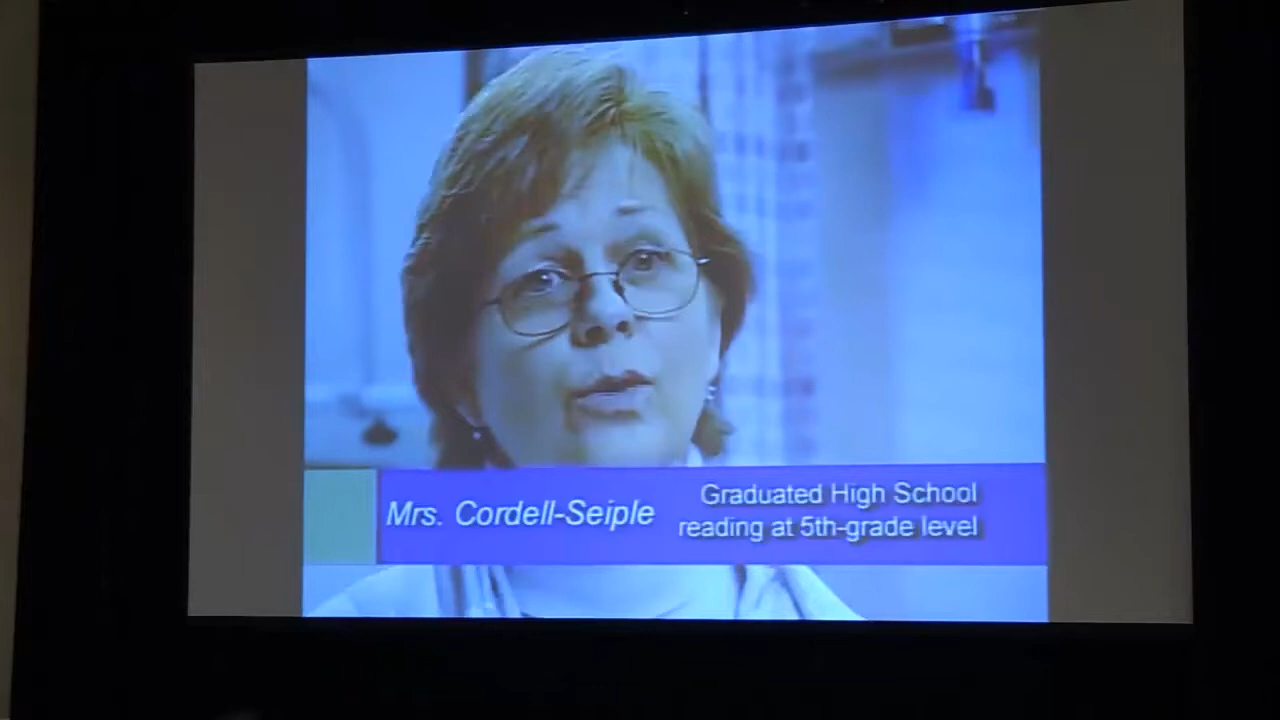 Mrs. Cordell-Seiple
Graduated High School
reading at 5th-grade level